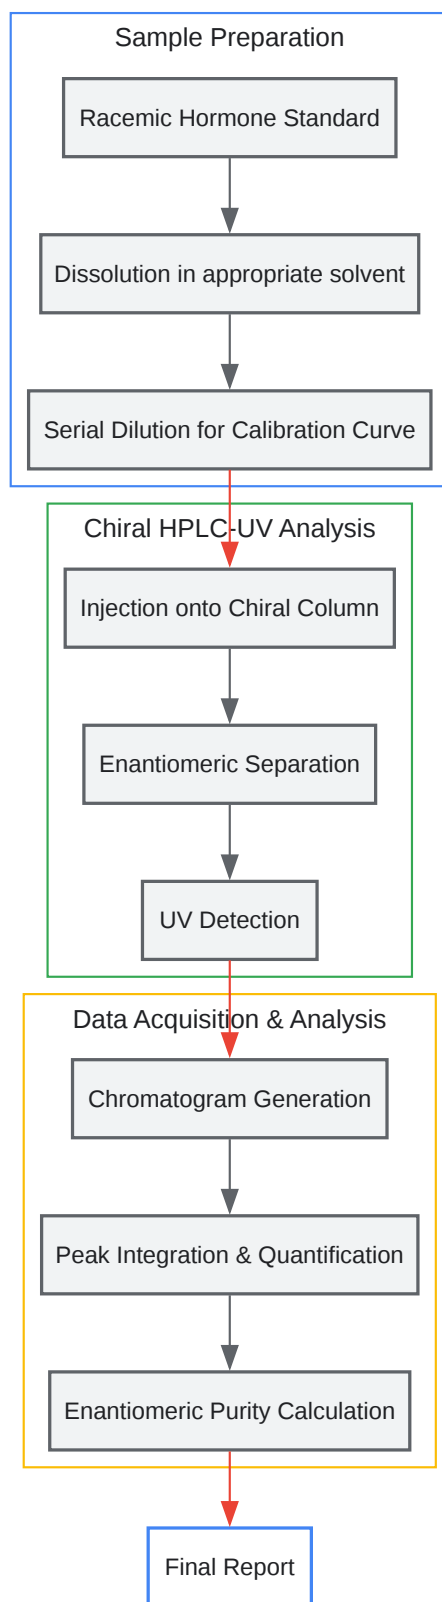 Sample Preparation
Racemic Hormone Standard
Dissolution in appropriate solvent
Serial Dilution for Calibration Curve
Chiral HPLC-UV Analysis
Injection onto Chiral Column
Enantiomeric Separation
UV Detection
Data Acquisition & Analysis
Chromatogram Generation
Peak Integration & Quantification
Enantiomeric Purity Calculation
Final Report